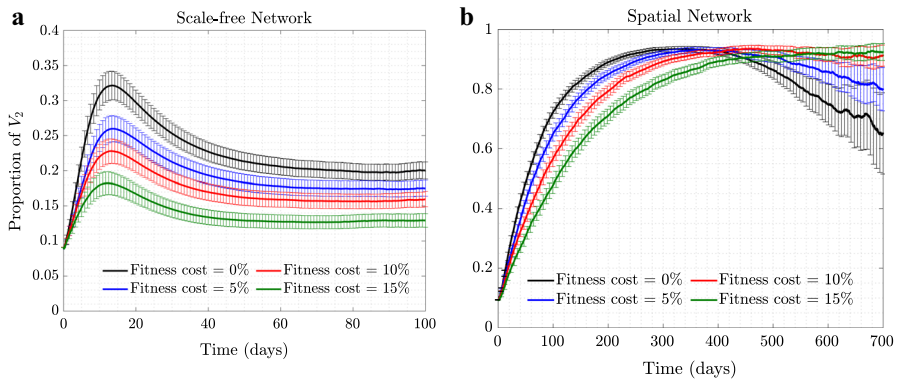 a
Scale-free Network
0.4
0.35
0.3
0.25
0.2
0.15
0.1
0.05
0
Proportion of V₂
Fitness cost = 0% Fitness cost = 10%
Fitness cost = 5% Fitness cost = 15%
0 20 40 60 80 100
Time (days)
b
Spatial Network
1
0.8
0.6
0.4
0.2
0
Fitness cost = 0% Fitness cost = 10%
Fitness cost = 5% Fitness cost = 15%
0 100 200 300 400 500 600 700
Time (days)